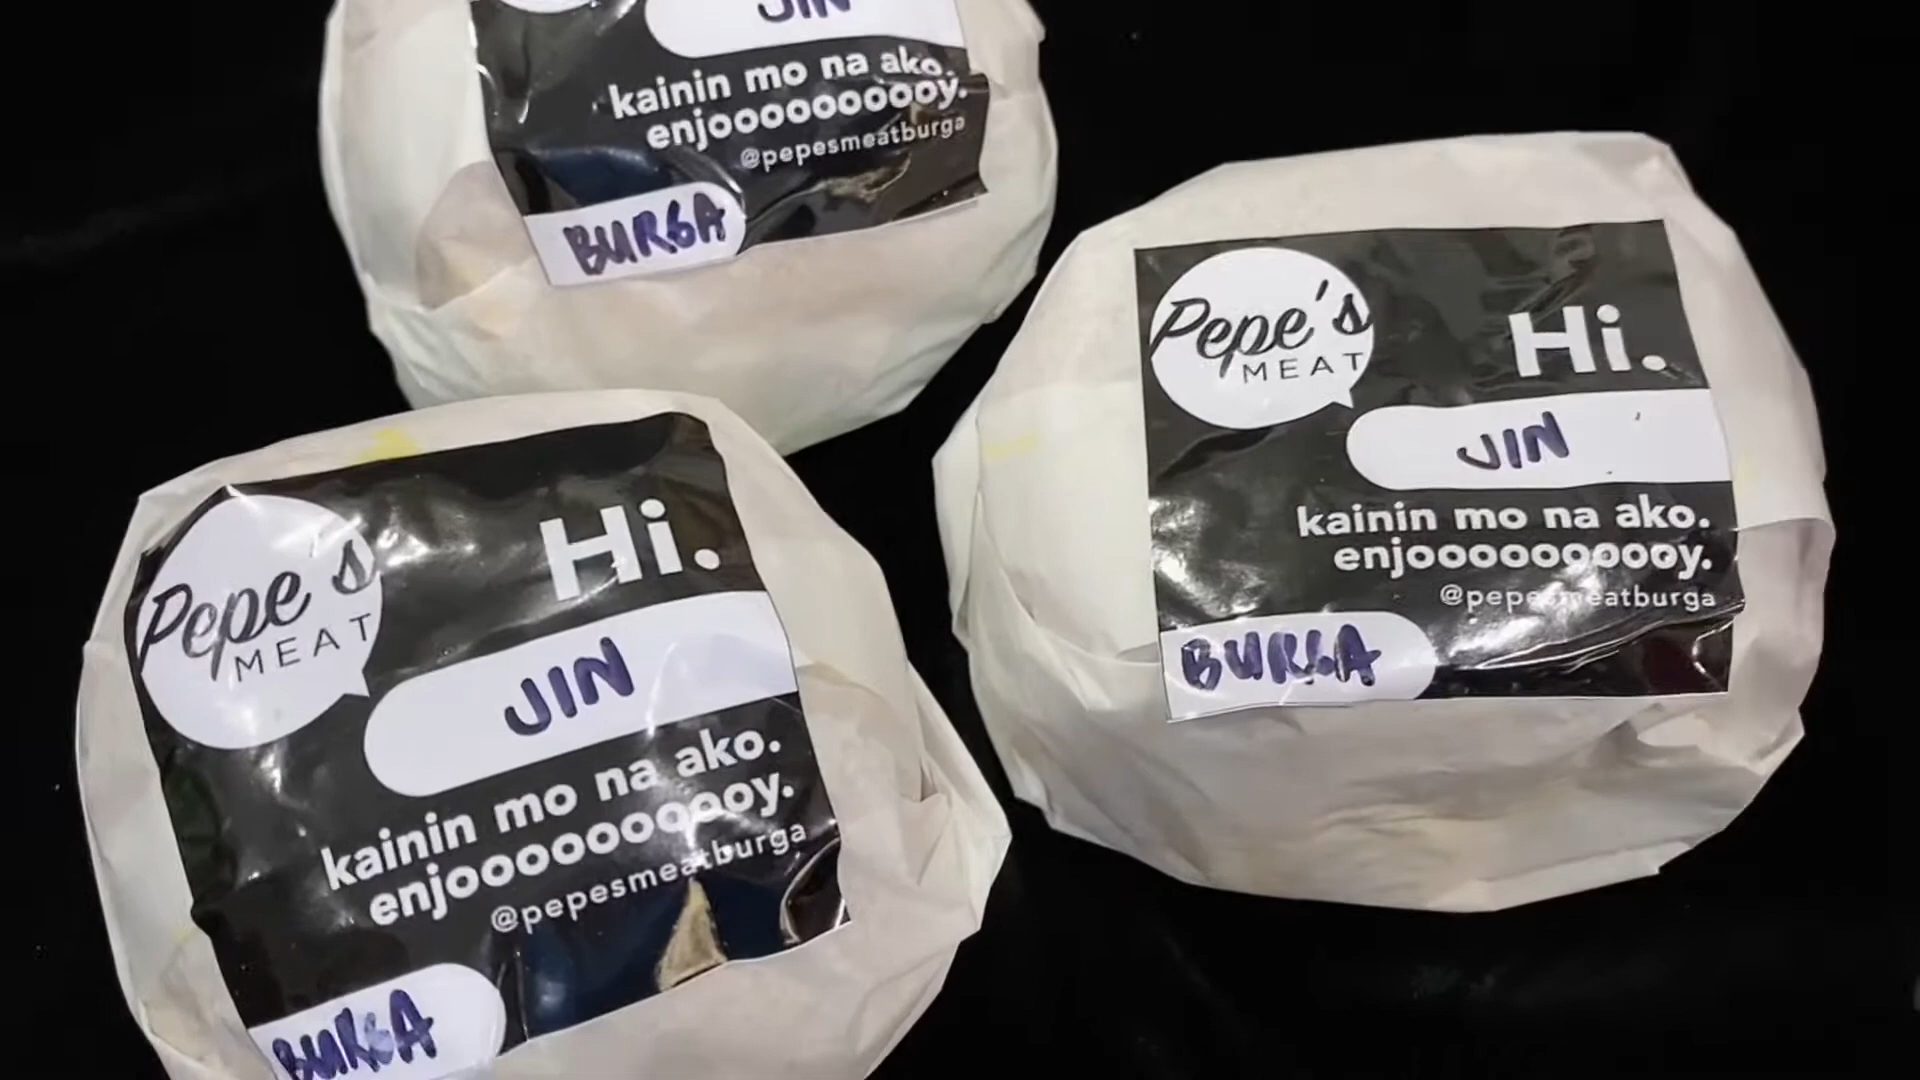 JIN
kainin mo na ako.
enjoooooooooy.
@pepesmeatburga
BURGA
Pepe's
MEAT
Hi.
JIN
kainin mo na ako.
enjoooooooooy.
@pepesmeatburga
BURGA
Pepe's
MEAT
Hi.
JIN
kainin mo na ako.
enjoooooooooy.
@pepesmeatburga
BURGA